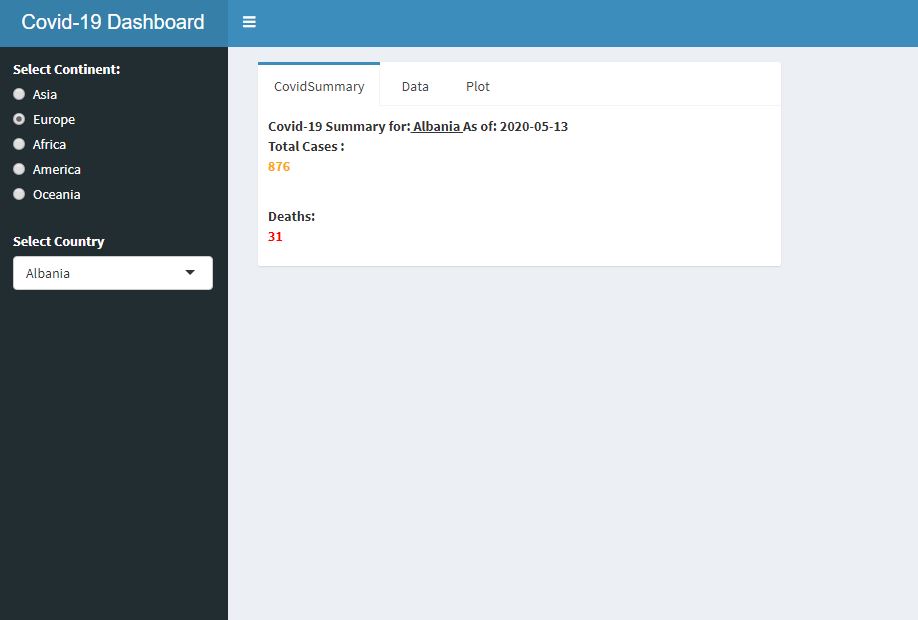 Covid-19 Dashboard
Select Continent:
Asia
Europe
Africa
America
Oceania
Select Country
Albania
CovidSummary Data Plot
Covid-19 Summary for: Albania As of: 2020-05-13
Total Cases :
876
Deaths:
31